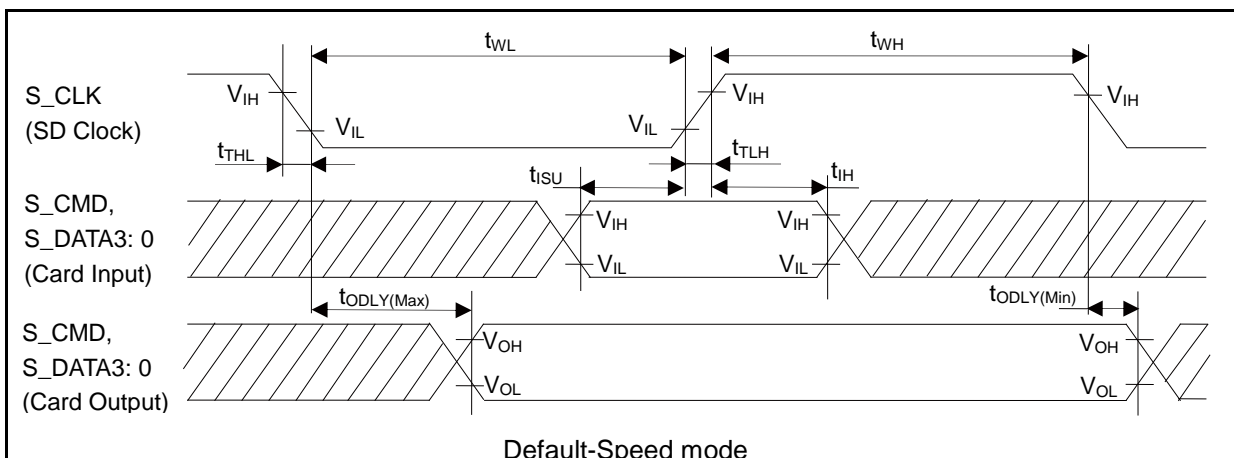 tWL
tWH
S_CLK
(SD Clock)
VIH
VIL
VIL
VIH
VIH
tTHL
tTLH
tISU
tIH
S_CMD,
S_DATA3: 0
(Card Input)
VIH
VIL
VIH
VIL
tODLY(Max)
tODLY(Min)
S_CMD,
S_DATA3: 0
(Card Output)
VOH
VOL
VOH
VOL
Default-Speed mode